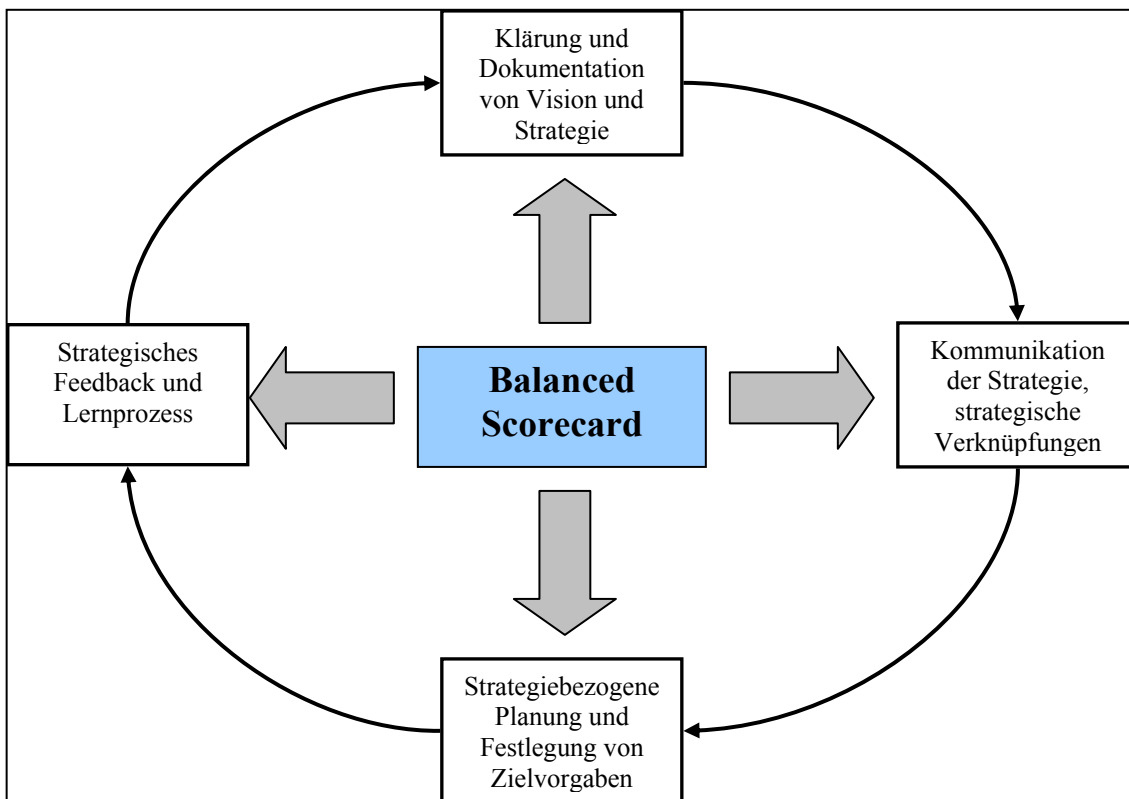 Klärung und
Dokumentation
von Vision und
Strategie
Strategisches
Feedback und
Lernprozess
Balanced
Scorecard
Kommunikation
der Strategie,
strategische
Verknüpfungen
Strategiebezogene
Planung und
Festlegung von
Zielvorgaben